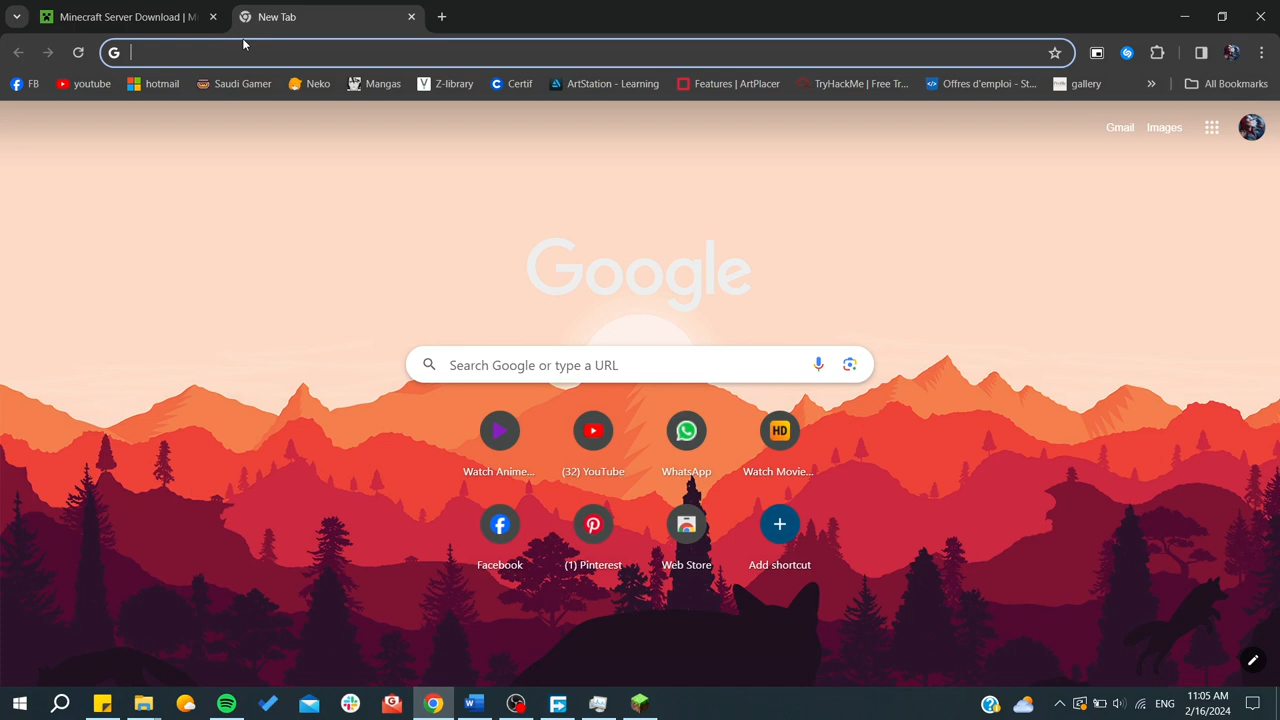 Minecraft Server Download | Mi
New Tab
FB
youtube
hotmail
Saudi Gamer
Neko
Mangas
Z-library
Certif
ArtStation - Learning
Features | ArtPlacer
TryHackMe | Free Tr...
Offres d'emploi - St...
gallery
All Bookmarks
Gmail
Images
Google
Search Google or type a URL
Watch Anime...
(32) YouTube
WhatsApp
HD
Watch Movie...
Facebook
(1) Pinterest
Web Store
Add shortcut
11:05 AM
2/16/2024